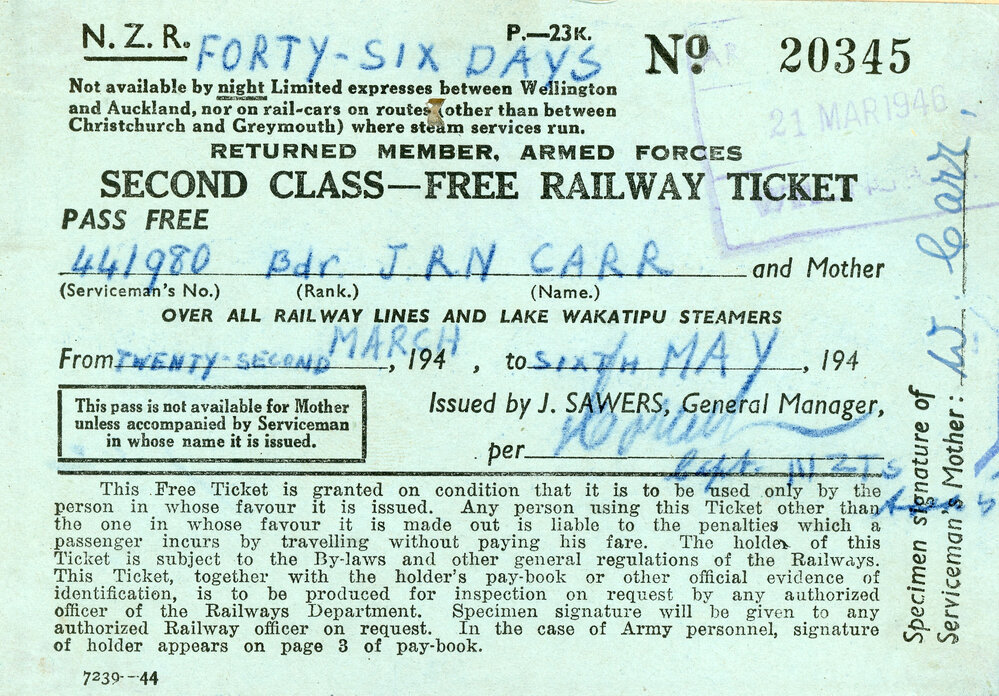 N. Z. R.
P.—23K.
FORTY-SIX DAYS
Nº 20345
21 MAR 1946
Not available by night Limited expresses between Wellington
and Auckland, nor on rail-cars on routes (other than between
Christchurch and Greymouth) where steam services run.
RETURNED MEMBER, ARMED FORCES
SECOND CLASS—FREE RAILWAY TICKET
PASS FREE
44/980 Bdr. J R N CARR and Mother
(Serviceman's No.) (Rank.) (Name.)
OVER ALL RAILWAY LINES AND LAKE WAKATIPU STEAMERS
From TWENTY-SECOND MARCH, 194 , to SIXTH MAY, 194
This pass is not available for Mother
unless accompanied by Serviceman
in whose name it is issued.
Issued by J. SAWERS, General Manager,
per
Capt. NZTS
This Free Ticket is granted on condition that it is to be used only by the
person in whose favour it is issued. Any person using this Ticket other than
the one in whose favour it is made out is liable to the penalties which a
passenger incurs by travelling without paying his fare. The holder of this
Ticket is subject to the By-laws and other general regulations of the Railways.
This Ticket, together with the holder's pay-book or other official evidence of
identification, is to be produced for inspection on request by any authorized
officer of the Railways Department. Specimen signature will be given to any
authorized Railway officer on request. In the case of Army personnel, signature
of holder appears on page 3 of pay-book.
7239--44
Specimen signature of
Serviceman's Mother: W. Carr.